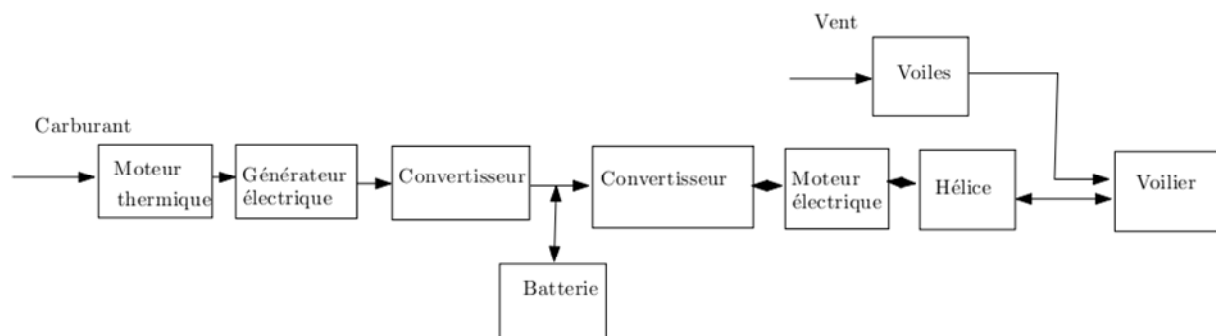 Vent
Voiles
Carburant
Moteur
thermique
Générateur
électrique
Convertisseur
Convertisseur
Moteur
électrique
Hélice
Voilier
Batterie